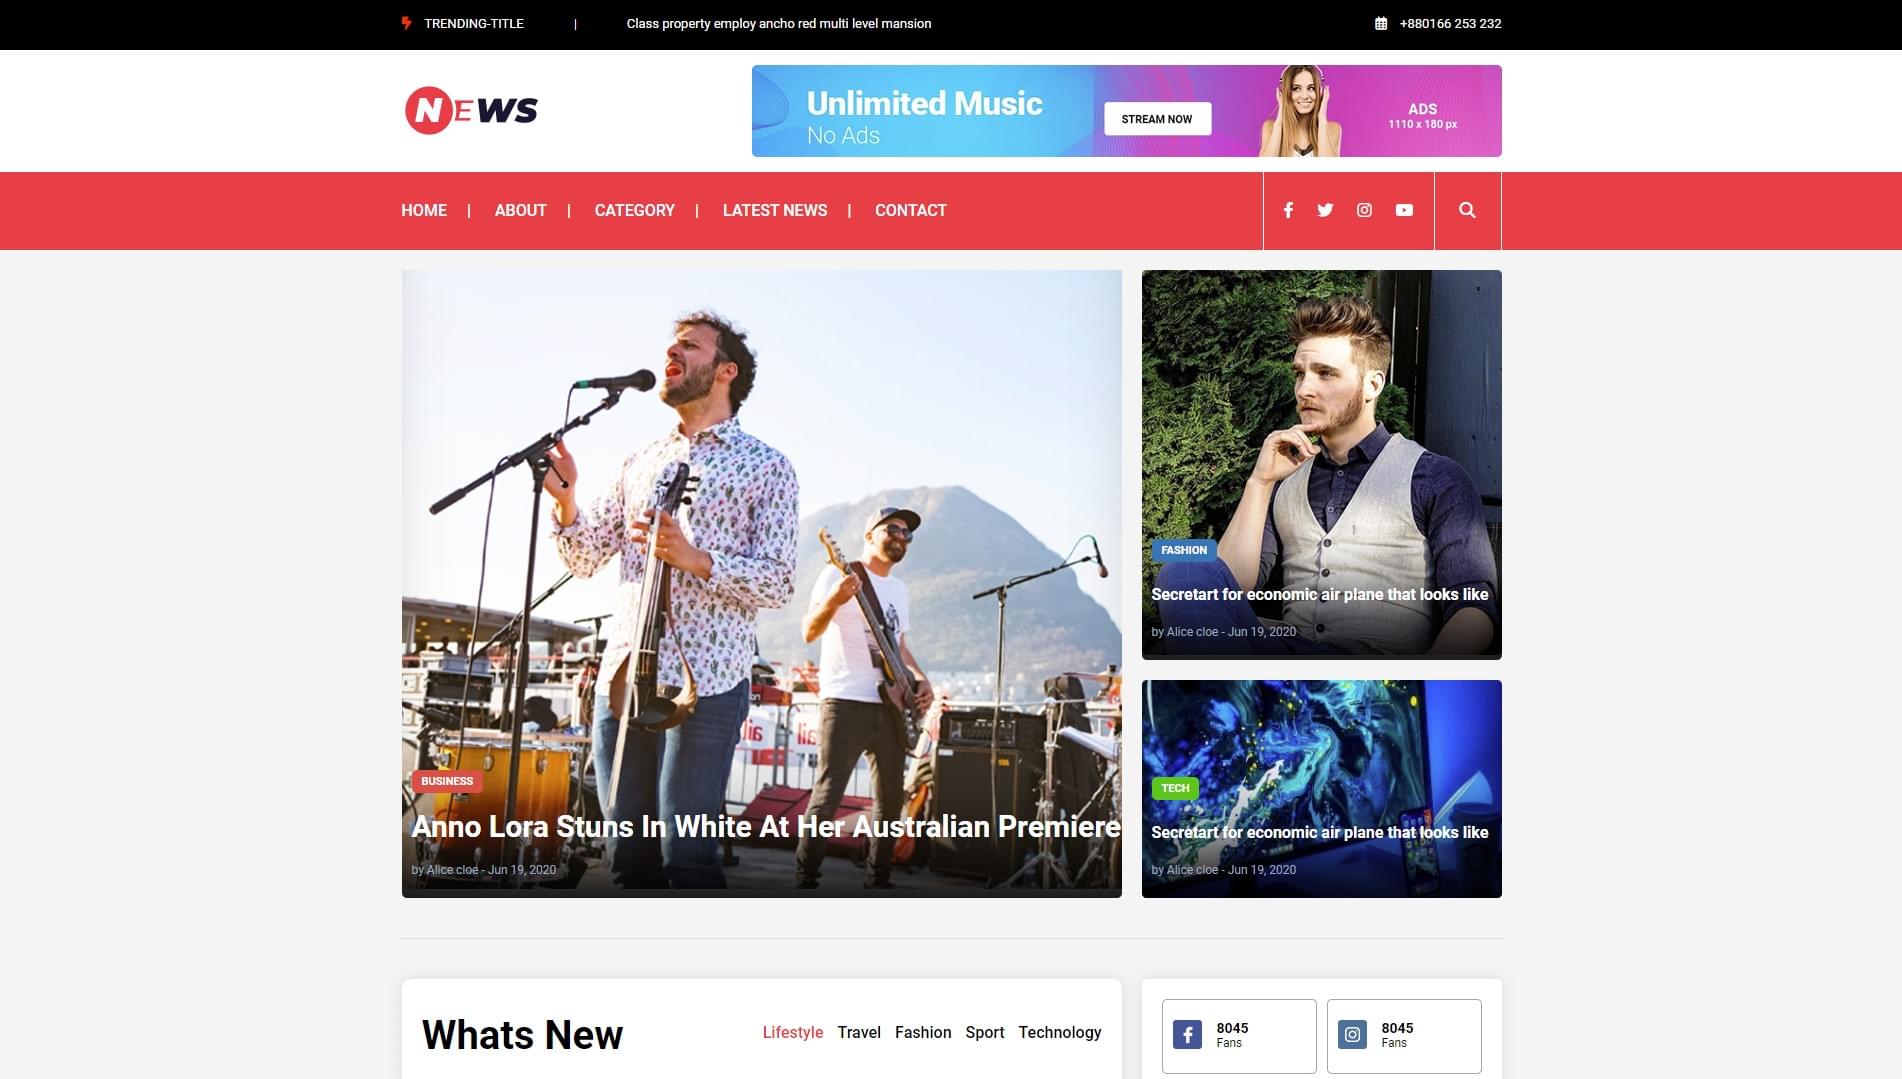 TRENDING-TITLE | Class property employ ancho red multi level mansion +880166 253 232
NEWS
Unlimited Music
No Ads
STREAM NOW
ADS
1110 x 180 px
HOME | ABOUT | CATEGORY | LATEST NEWS | CONTACT
BUSINESS
Anno Lora Stuns In White At Her Australian Premiere
by Alice cloe - Jun 19, 2020
FASHION
Secretart for economic air plane that looks like
by Alice cloe - Jun 19, 2020
TECH
Secretart for economic air plane that looks like
by Alice cloe - Jun 19, 2020
Whats New
Lifestyle Travel Fashion Sport Technology
8045
Fans
8045
Fans